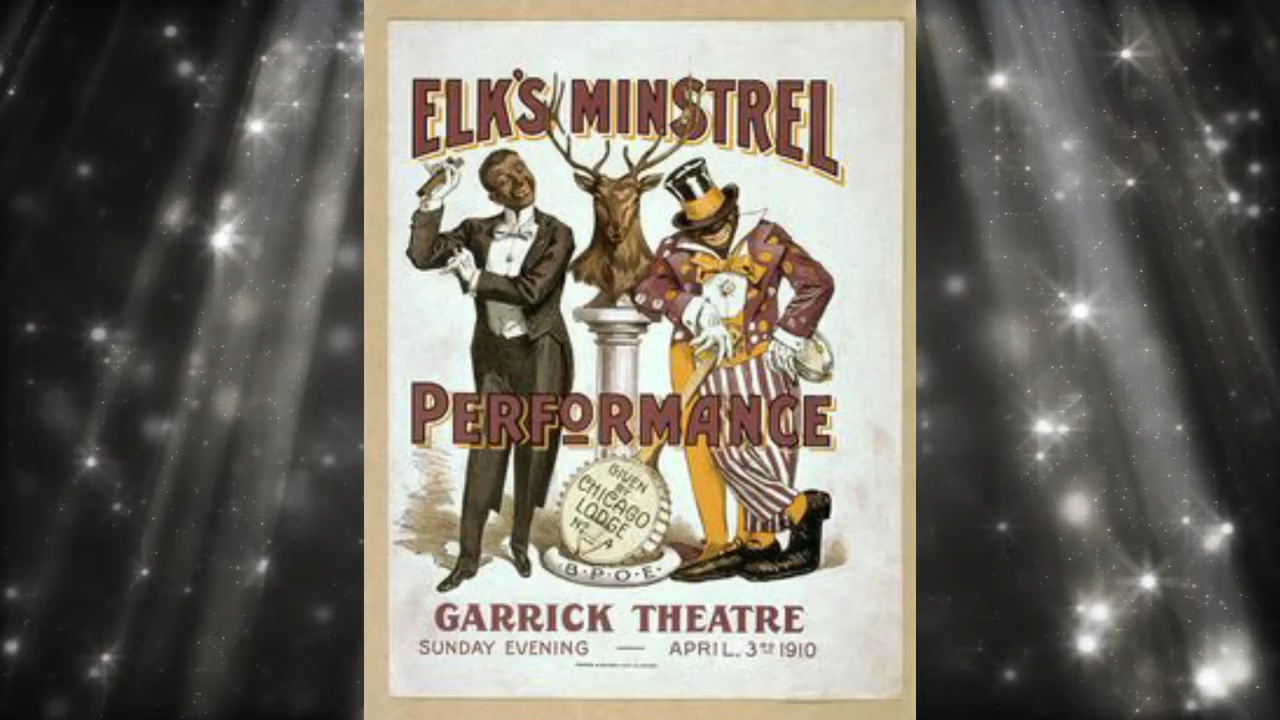 ELK'S MINSTREL
PERFORMANCE
GIVEN
BY
CHICAGO
LODGE
Nº 4
B.P.O.E.
GARRICK THEATRE
SUNDAY EVENING — APRIL. 3RD 1910